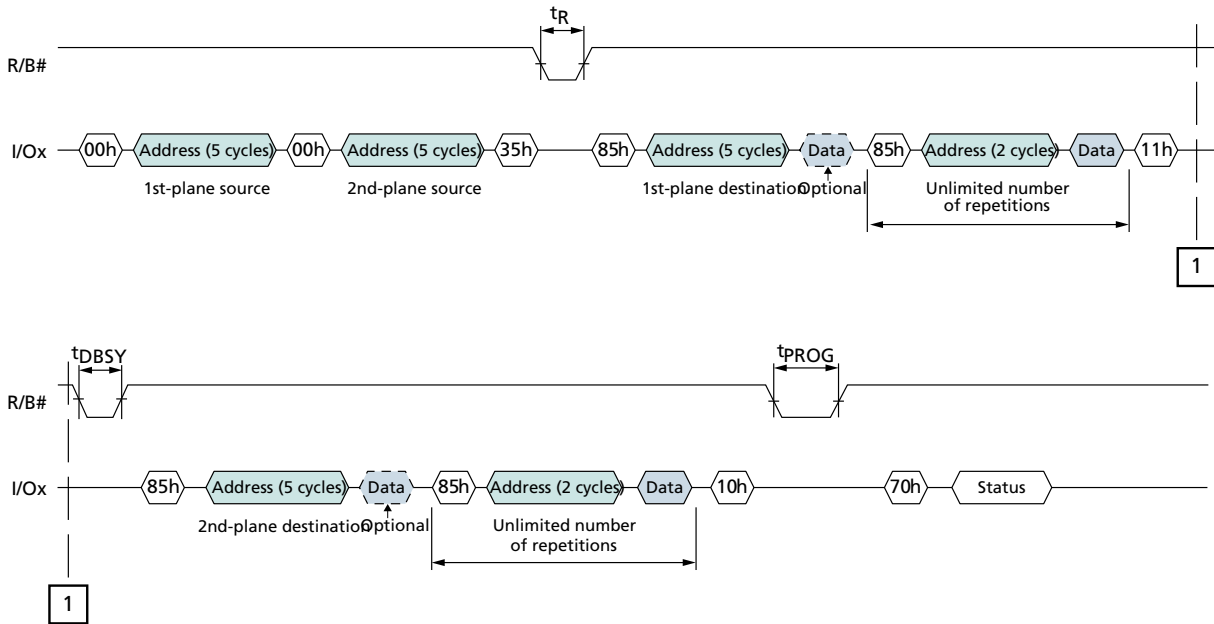 tR
R/B#
I/Ox 00h Address (5 cycles) 00h Address (5 cycles) 35h 85h Address (5 cycles) Data 85h Address (2 cycles) Data 11h
1st-plane source 2nd-plane source 1st-plane destination Optional Unlimited number
of repetitions
1
tDBSY tPROG
R/B#
I/Ox 85h Address (5 cycles) Data 85h Address (2 cycles) Data 10h 70h Status
2nd-plane destination Optional Unlimited number
of repetitions
1